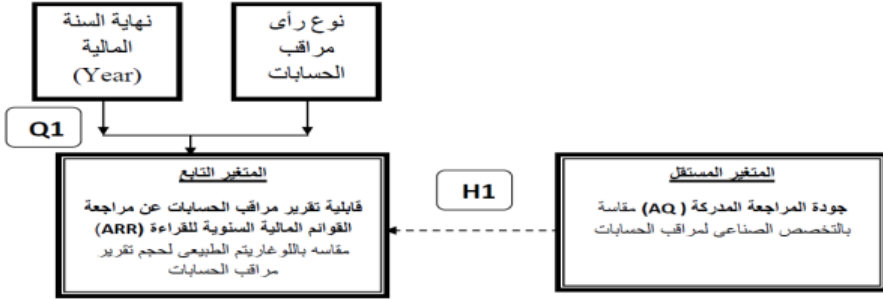 نهاية السنة
المالية
(Year)
نوع رأى
مراقب
الحسابات
Q1
المتغير التابع
قابلية تقرير مراقب الحسابات عن مراجعة
القوائم المالية السنوية للقراءة (ARR)
مقاسه باللوغاريتم الطبيعى لحجم تقرير
مراقب الحسابات
H1
المتغير المستقل
جودة المراجعة المدركة (AQ) مقاسة
بالتخصص الصناعى لمراقب الحسابات